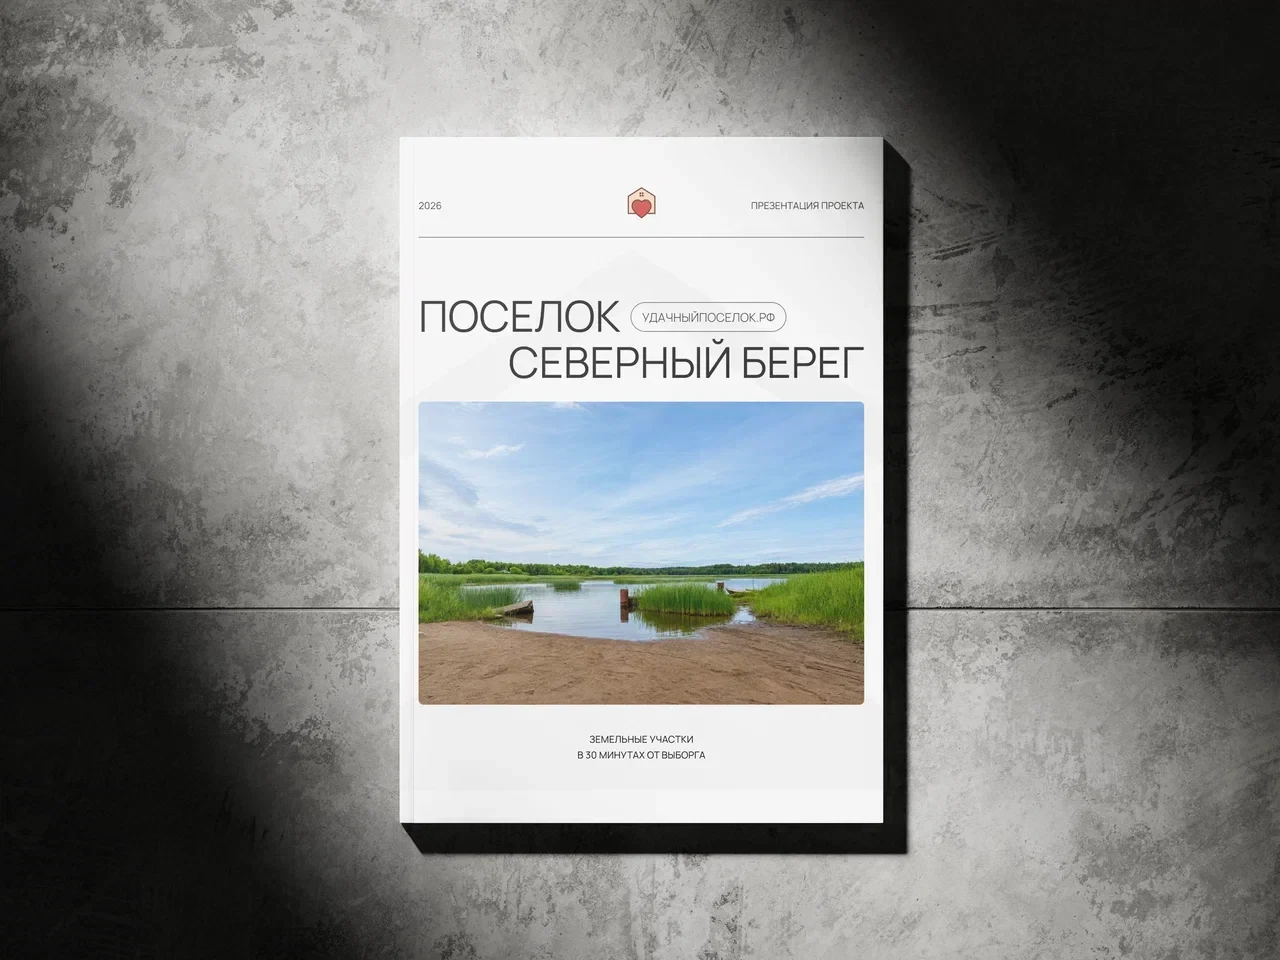 2026
ПРЕЗЕНТАЦИЯ ПРОЕКТА
ПОСЕЛОК
УДАЧНЫЙПОСЕЛОК.РФ
СЕВЕРНЫЙ БЕРЕГ
ЗЕМЕЛЬНЫЕ УЧАСТКИ
В 30 МИНУТАХ ОТ ВЫБОРГА